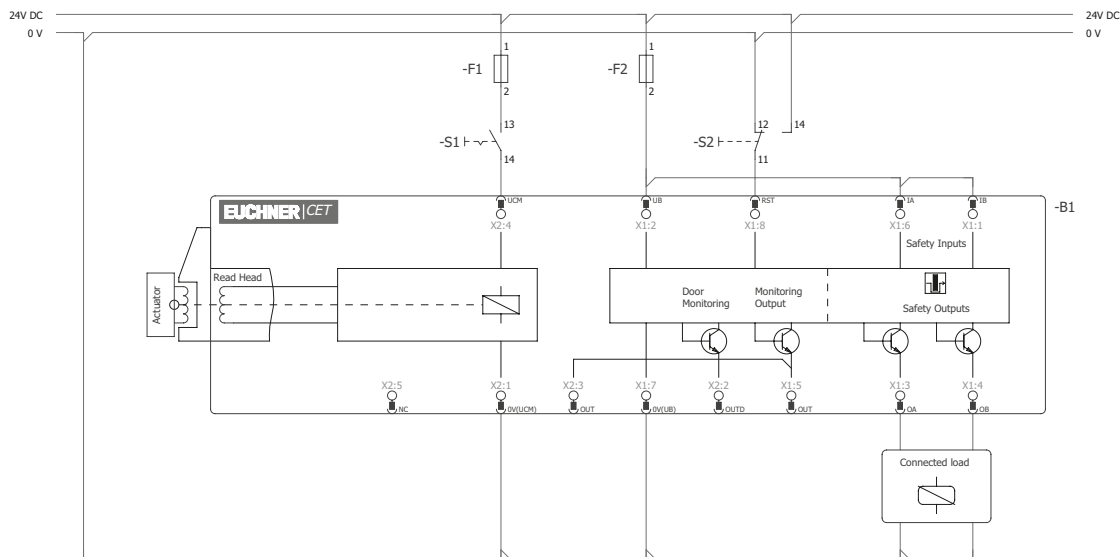 24V DC
24V DC
0 V
0 V
1
1
-F1
-F2
2
2
13
12
14
-S1
-S2
14
11
EUCHNER CET
UCM
UB
RST
IA
IB
-B1
X2:4
X1:2
X1:8
X1:6
X1:1
Safety Inputs
Read Head
Actuator
Door
Monitoring
Monitoring
Output
Safety Outputs
X2:5
X2:1
X2:3
X1:7
X2:2
X1:5
X1:3
X1:4
NC
0V(UCM)
OUT
0V(UB)
OUTD
OUT
OA
OB
Connected load